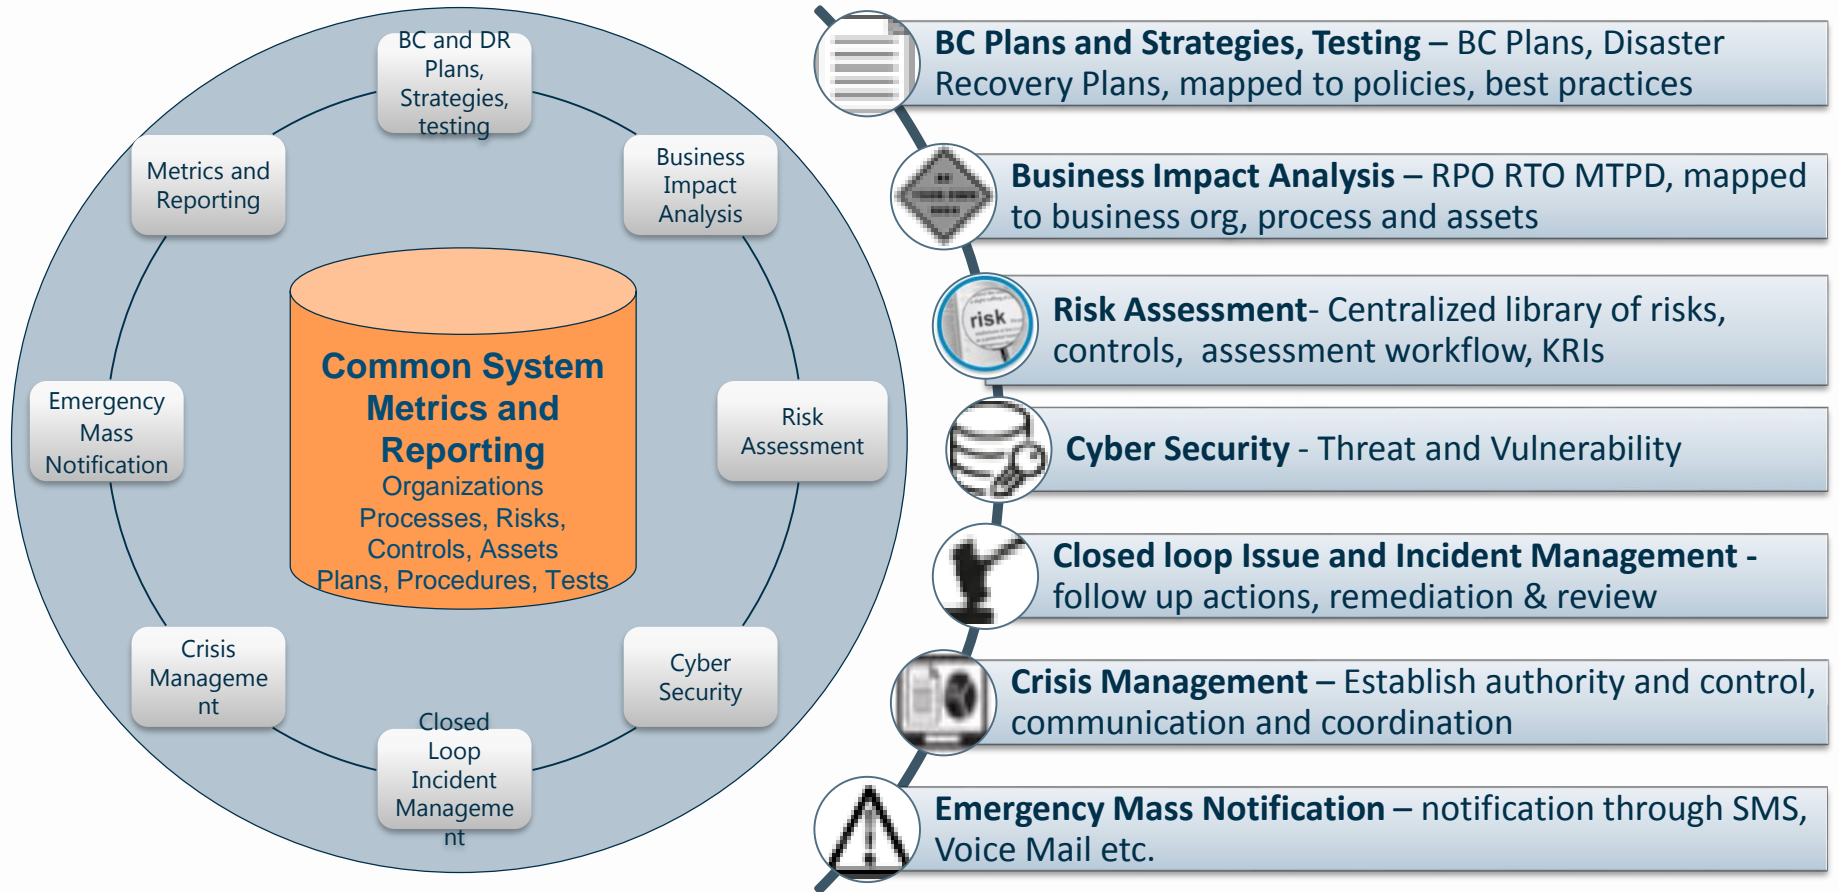 BC and DR
Plans,
Strategies,
testing
Metrics and
Reporting
Business
Impact
Analysis
Common System
Metrics and
Reporting
Organizations
Processes, Risks,
Controls, Assets
Plans, Procedures, Tests
Emergency
Mass
Notification
Risk
Assessment
Crisis
Manageme
nt
Cyber
Security
Closed
Loop
Incident
Manageme
nt
BC Plans and Strategies, Testing – BC Plans, Disaster
Recovery Plans, mapped to policies, best practices
Business Impact Analysis – RPO RTO MTPD, mapped
to business org, process and assets
risk
Risk Assessment- Centralized library of risks,
controls, assessment workflow, KRIs
Cyber Security - Threat and Vulnerability
Closed loop Issue and Incident Management -
follow up actions, remediation & review
Crisis Management – Establish authority and control,
communication and coordination
Emergency Mass Notification – notification through SMS,
Voice Mail etc.